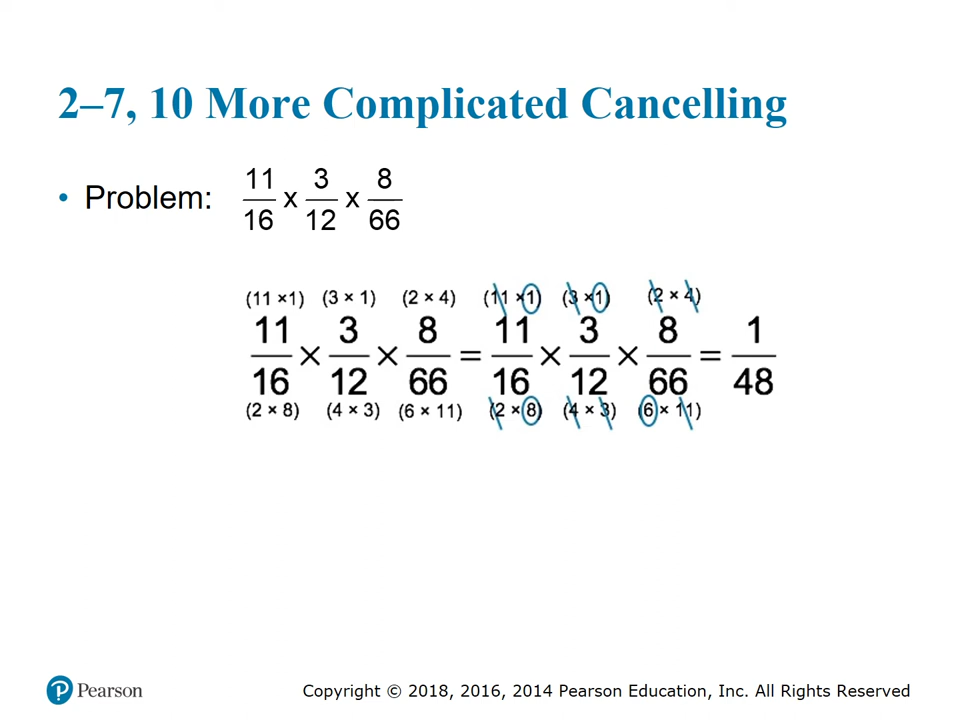 2–7, 10 More Complicated Cancelling
• Problem: 11/16 x 3/12 x 8/66
(11 ×1) (3 × 1) (2 × 4) (11 ×1) (3 ×1) (2 × 4)
11/16 × 3/12 × 8/66 = 11/16 × 3/12 × 8/66 = 1/48
(2 × 8) (4 × 3) (6 × 11) (2 × 8) (4 × 3) (6 × 11)
Pearson
Copyright © 2018, 2016, 2014 Pearson Education, Inc. All Rights Reserved